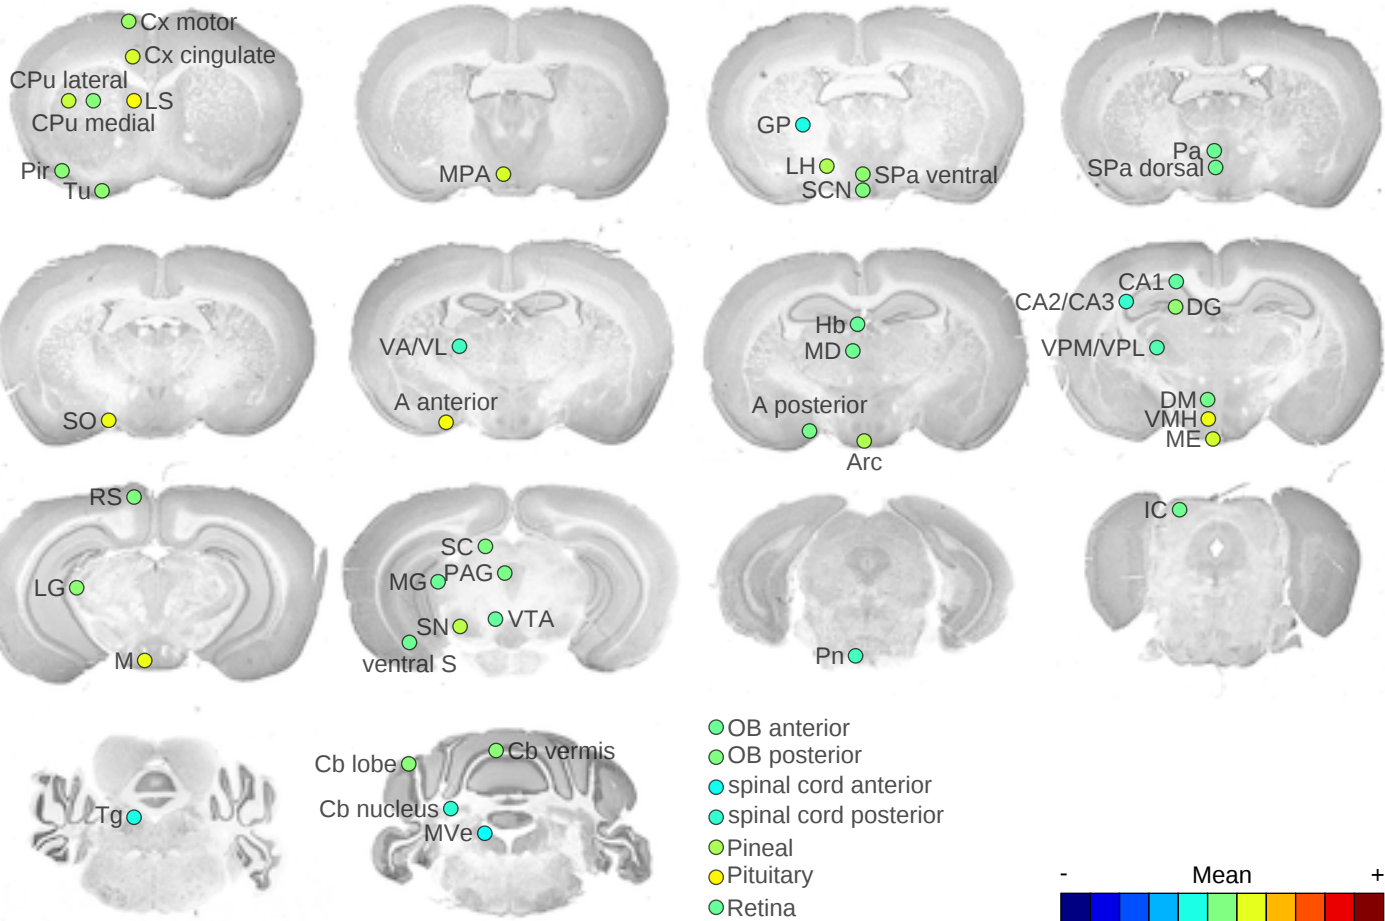 Cx motor
Cx cingulate
CPu lateral
LS
CPu medial
Pir
Tu
MPA
GP
LH
SPa ventral
SCN
Pa
SPa dorsal
SO
VA/VL
A anterior
Hb
MD
A posterior
Arc
CA1
CA2/CA3
DG
VPM/VPL
DM
VMH
ME
RS
LG
M
SC
PAG
MG
SN
VTA
ventral S
Pn
IC
Tg
Cb vermis
Cb lobe
Cb nucleus
MVe
OB anterior
OB posterior
spinal cord anterior
spinal cord posterior
Pineal
Pituitary
Retina
- Mean +